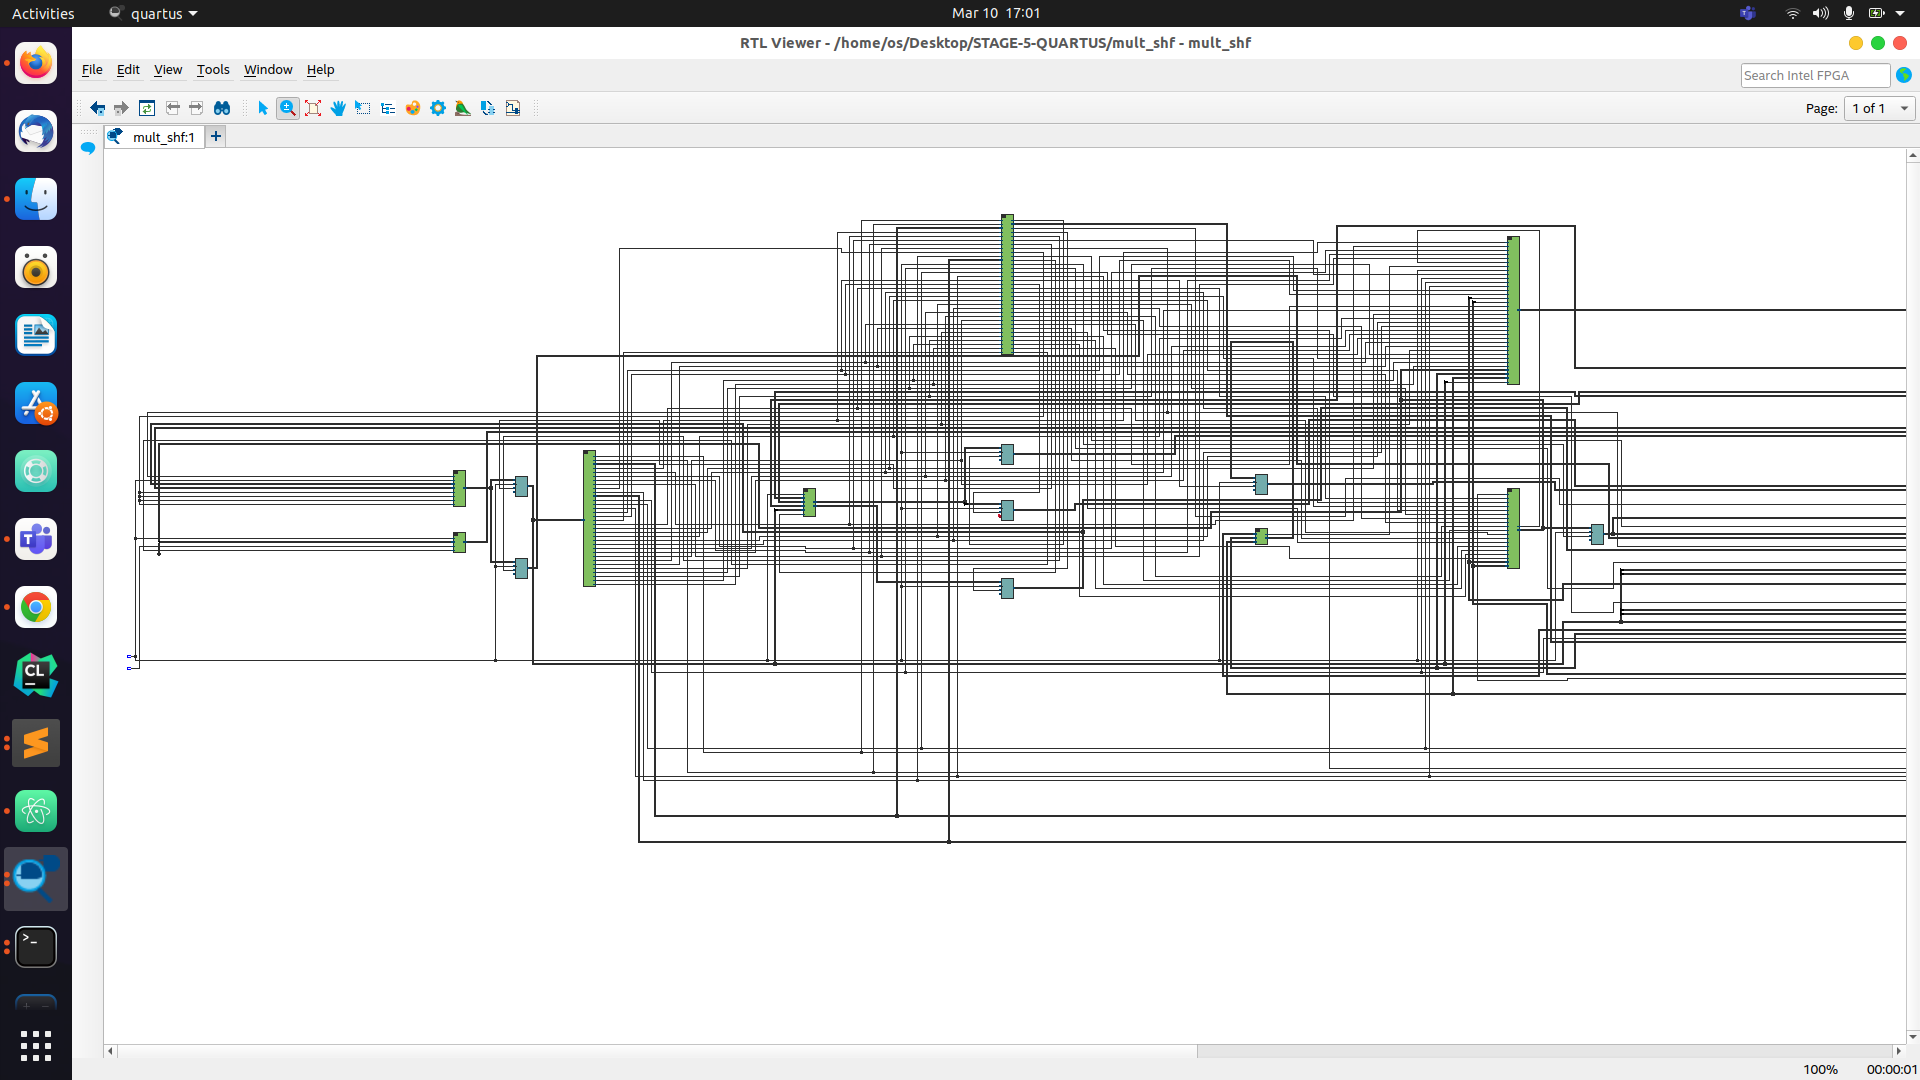 Activities quartus Mar 10 17:01
RTL Viewer - /home/os/Desktop/STAGE-5-QUARTUS/mult_shf - mult_shf
File Edit View Tools Window Help
Search Intel FPGA
Page: 1 of 1
mult_shf:1 +
CL
>_
100% 00:00:01